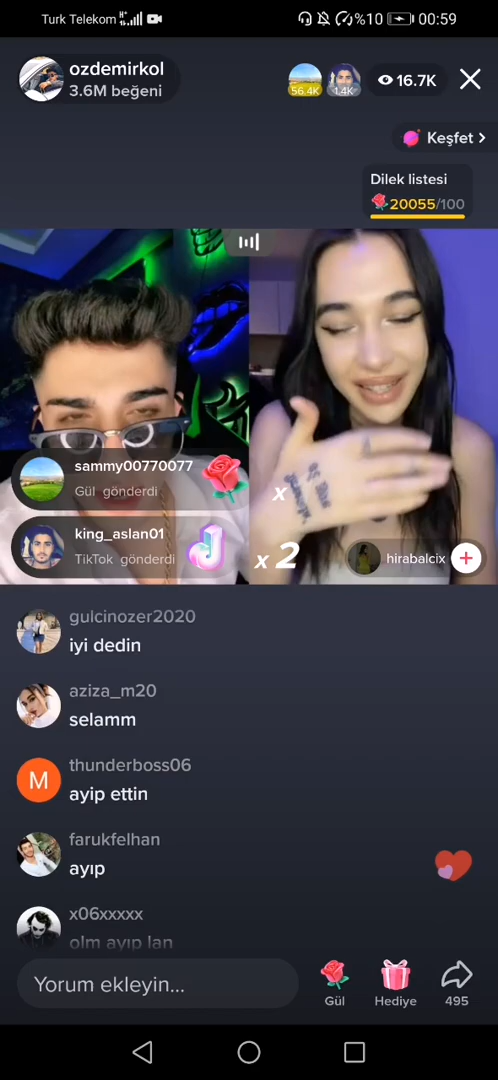 Turk Telekom
%10
00:59
ozdemirkol
3.6M beğeni
56.4K
1.4K
16.7K
Keşfet
Dilek listesi
20055/100
sammy00770077
Gül gönderdi
x
king_aslan01
TikTok gönderdi
x 2
hirabalcix
gulcinozer2020
iyi dedin
aziza_m20
selamm
M
thunderboss06
ayip ettin
farukfelhan
ayıp
x06xxxxx
olm ayıp lan
Yorum ekleyin...
Gül
Hediye
495